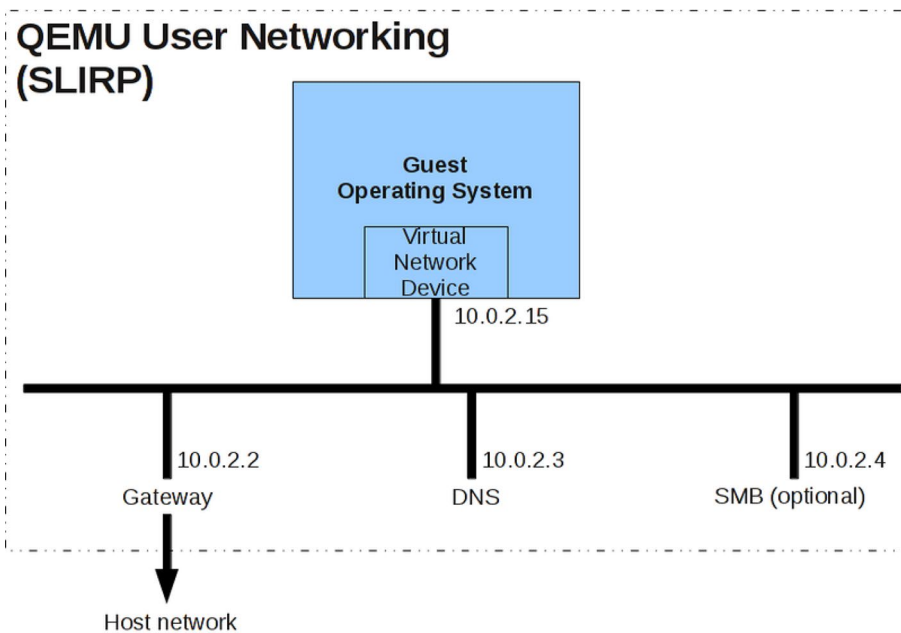 QEMU User Networking
(SLIRP)
Guest
Operating System
Virtual
Network
Device
10.0.2.15
10.0.2.2
10.0.2.3
10.0.2.4
Gateway
DNS
SMB (optional)
Host network